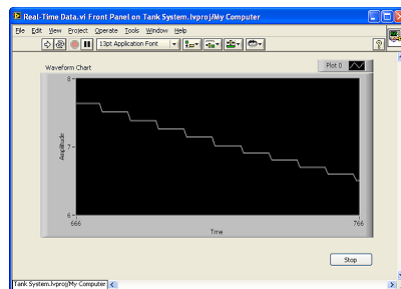 Real-Time Data.vi Front Panel on Tank System.lvproj/My Computer
File Edit View Project Operate Tools Window Help
13pt Application Font
?
Waveform Chart
Plot 0
8
7
6
Amplitude
666
766
Time
Stop
Tank System.lvproj/My Computer